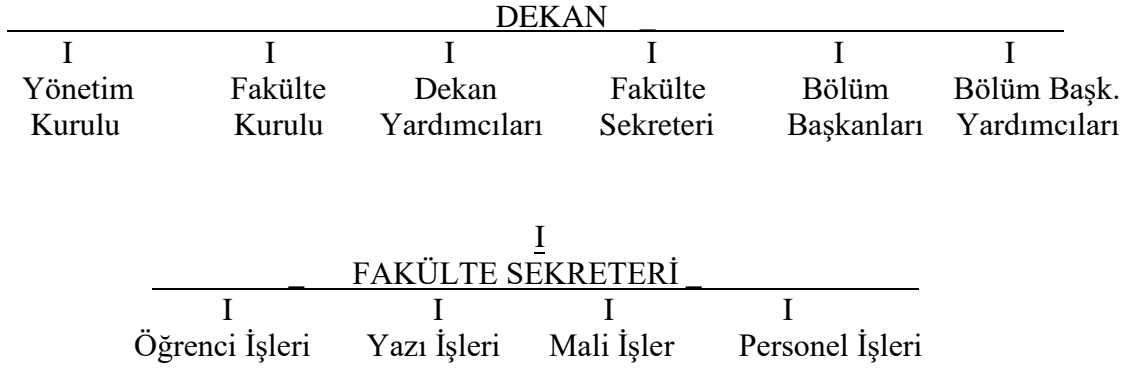 DEKAN _
I I I I I I
Yönetim Fakülte Dekan Fakülte Bölüm Bölüm Başk.
Kurulu Kurulu Yardımcıları Sekreteri Başkanları Yardımcıları
I
_ FAKÜLTE SEKRETERİ _
I I I I
Öğrenci İşleri Yazı İşleri Mali İşler Personel İşleri